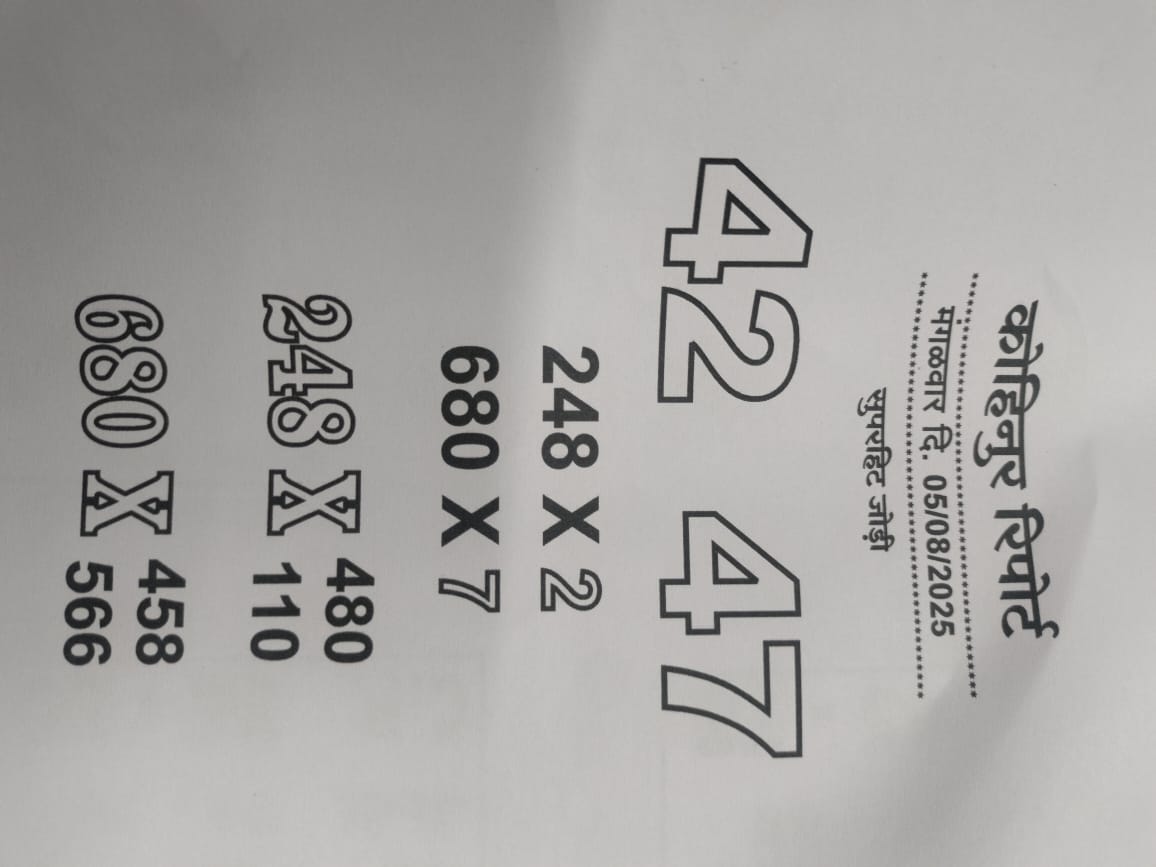 कोहिनुर रिपोर्ट
मंगळवार दि. 05/08/2025
सुपरहिट जोड़ी
42 47
248 X 2
680 X 7
248 X 480
110
680 X 458
566